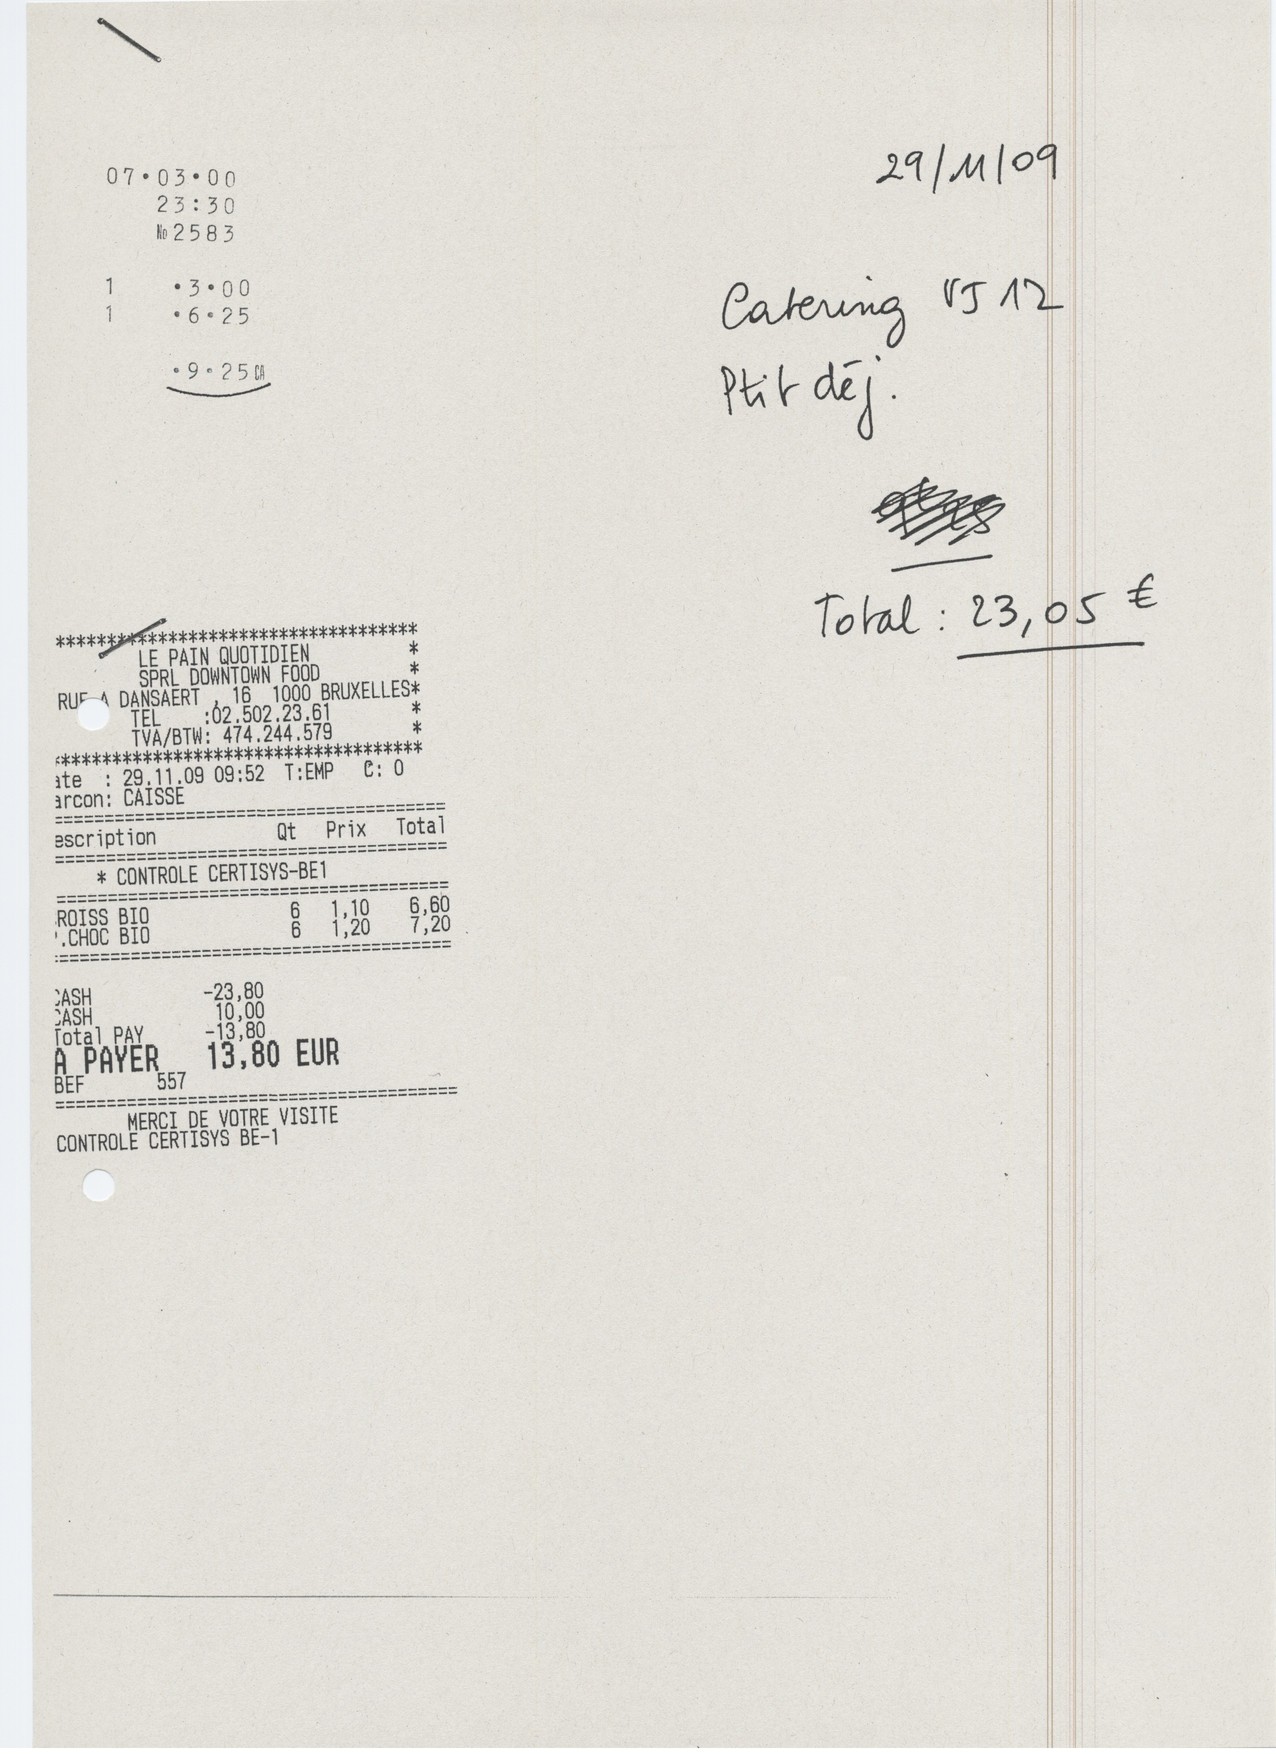 07•03•00
23:30
№2583
1 •3•00
1 •6•25
•9•25CA
29/11/09
Catering VJ 12
Ptit déj.
Total : 23,05 €
*************************************
LE PAIN QUOTIDIEN *
SPRL DOWNTOWN FOOD *
RUE A DANSAERT , 16 1000 BRUXELLES*
TEL :02.502.23.61 *
TVA/BTW: 474.244.579 *
*************************************
ate : 29.11.09 09:52 T:EMP C: 0
arcon: CAISSE
========================================
escription Qt Prix Total
========================================
* CONTROLE CERTISYS-BE1
========================================
ROISS BIO 6 1,10 6,60
.CHOC BIO 6 1,20 7,20
========================================
CASH -23,80
CASH 10,00
Total PAY -13,80
A PAYER 13,80 EUR
BEF 557
========================================
MERCI DE VOTRE VISITE
CONTROLE CERTISYS BE-1